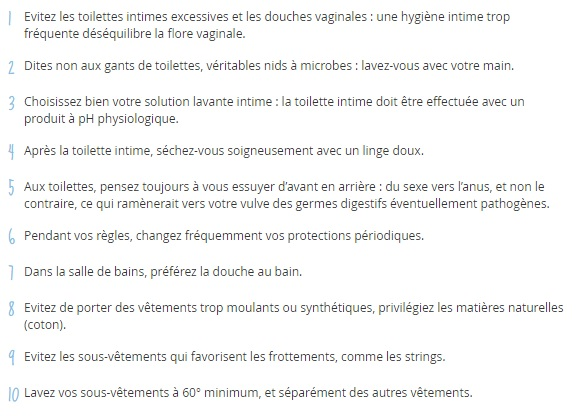 1 Evitez les toilettes intimes excessives et les douches vaginales : une hygiène intime trop
fréquente déséquilibre la flore vaginale.
2 Dites non aux gants de toilettes, véritables nids à microbes : lavez-vous avec votre main.
3 Choisissez bien votre solution lavante intime : la toilette intime doit être effectuée avec un
produit à pH physiologique.
4 Après la toilette intime, séchez-vous soigneusement avec un linge doux.
5 Aux toilettes, pensez toujours à vous essuyer d’avant en arrière : du sexe vers l’anus, et non le
contraire, ce qui ramènerait vers votre vulve des germes digestifs éventuellement pathogènes.
6 Pendant vos règles, changez fréquemment vos protections périodiques.
7 Dans la salle de bains, préférez la douche au bain.
8 Evitez de porter des vêtements trop moulants ou synthétiques, privilégiez les matières naturelles
(coton).
9 Evitez les sous-vêtements qui favorisent les frottements, comme les strings.
10 Lavez vos sous-vêtements à 60° minimum, et séparément des autres vêtements.